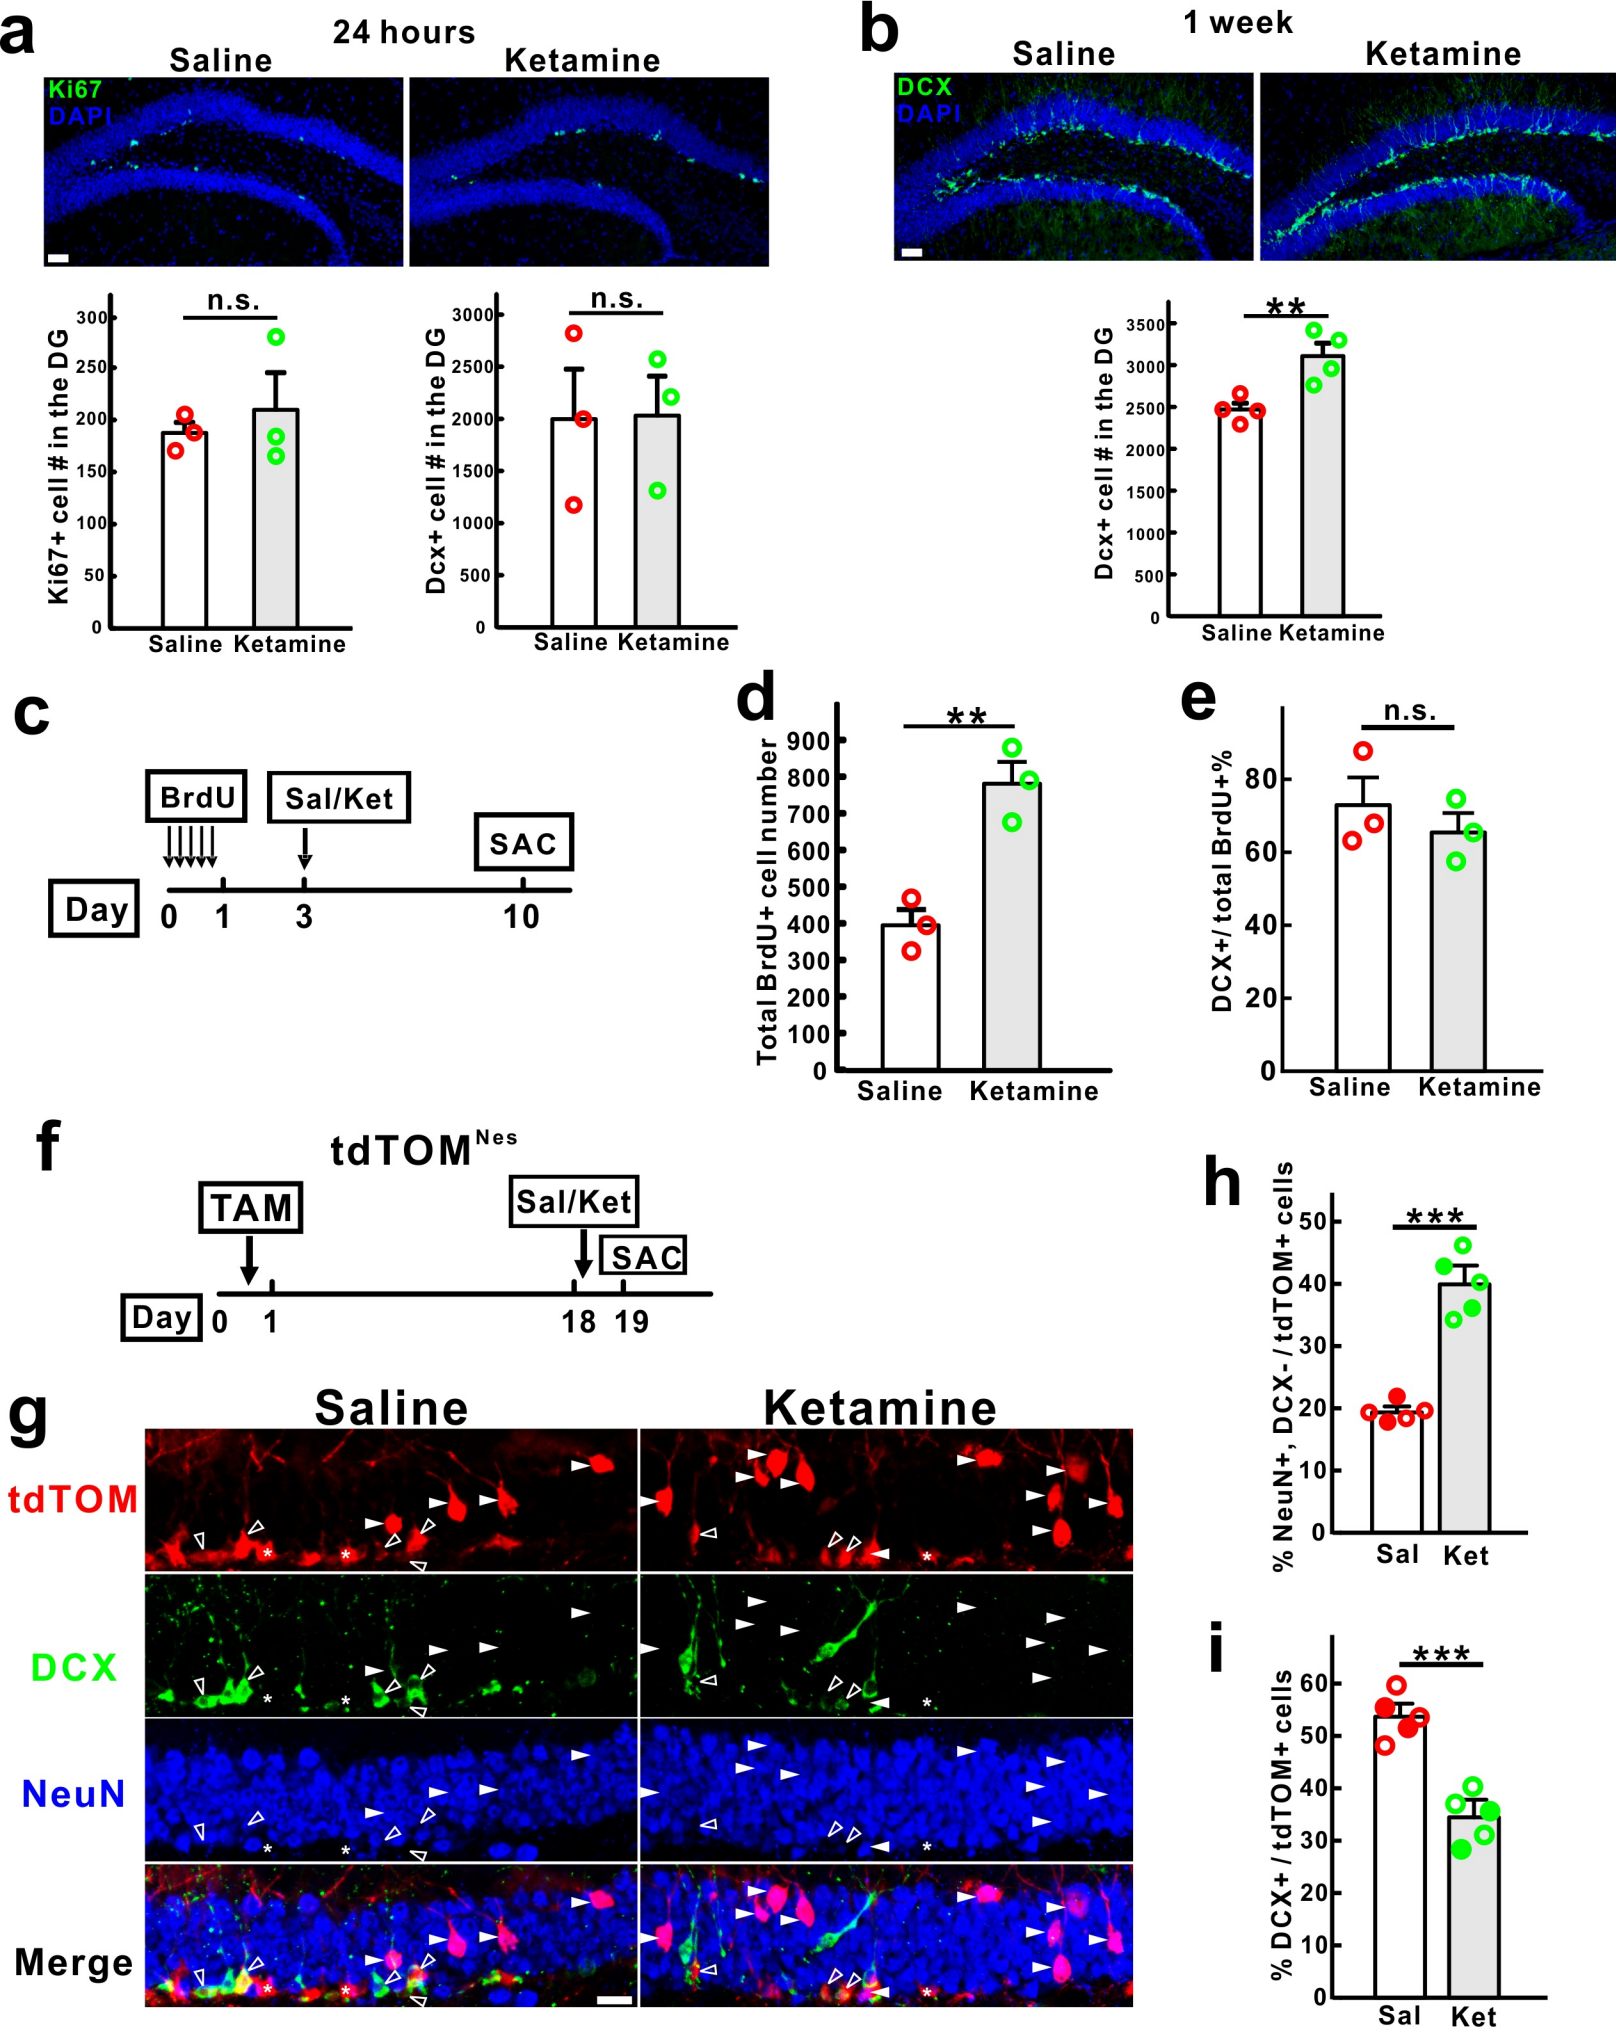 a
24 hours
Saline
Ketamine
Ki67
DAPI
b
1 week
Saline
Ketamine
DCX
DAPI
Ki67+ cell # in the DG
300
250
200
150
100
50
0
n.s.
Saline
Ketamine
Dcx+ cell # in the DG
3000
2500
2000
1500
1000
500
0
n.s.
Saline
Ketamine
Dcx+ cell # in the DG
3500
3000
2500
2000
1500
1000
500
0
**
Saline
Ketamine
c
BrdU
Sal/Ket
SAC
Day
0
1
3
10
d
Total BrdU+ cell number
900
800
700
600
500
400
300
200
100
0
**
Saline
Ketamine
e
DCX+/ total BrdU+%
80
60
40
20
0
n.s.
Saline
Ketamine
f
tdTOM^Nes
TAM
Sal/Ket
SAC
Day
0
1
18
19
g
Saline
Ketamine
tdTOM
* * *
DCX
* * *
NeuN
* * *
Merge
* * *
h
% NeuN+, DCX- / tdTOM+ cells
50
40
30
20
10
0
***
Sal
Ket
i
% DCX+ / tdTOM+ cells
60
50
40
30
20
10
0
***
Sal
Ket